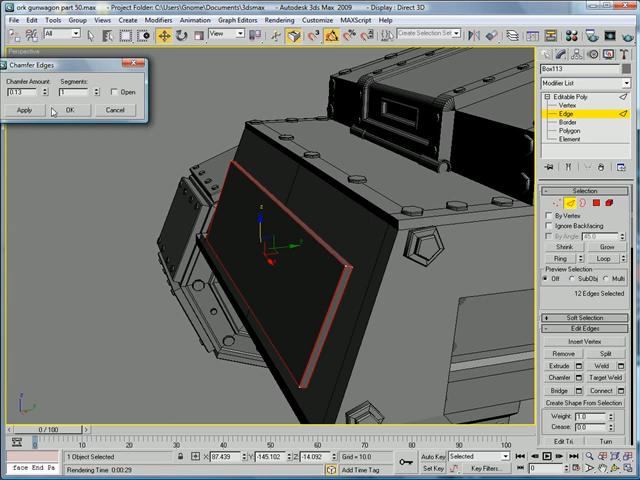 ork gunwagon part 50.max - Project Folder: C:\Users\Gnome\Documents\3dsmax - Autodesk 3ds Max 2009 - Display : Direct 3D
File Edit Tools Group Views Create Modifiers Animation Graph Editors Rendering Customize MAXScript Help
All View Create Selection Set
Perspective
Chamfer Edges
Chamfer Amount: Segments:
0.13 1 Open
Apply OK Cancel
Box113
Modifier List
Editable Poly
Vertex
Edge
Border
Polygon
Element
Selection
By Vertex
Ignore Backfacing
By Angle: 45.0
Shrink Grow
Ring Loop
Preview Selection
Off SubObj Multi
12 Edges Selected
Soft Selection
Edit Edges
Insert Vertex
Remove Split
Extrude Weld
Chamfer Target Weld
Bridge Connect
Create Shape From Selection
Weight: 1.0
Crease: 0.0
Edit Tri. Turn
z
0 / 100
0 10 20 30 40 50 60 70 80 90 100
1 Object Selected X: 87.439 Y: -145.102 Z: -14.092 Grid = 10.0 Auto Key Selected
face End Pa Rendering Time 0:00:29 Add Time Tag Set Key Key Filters... 0